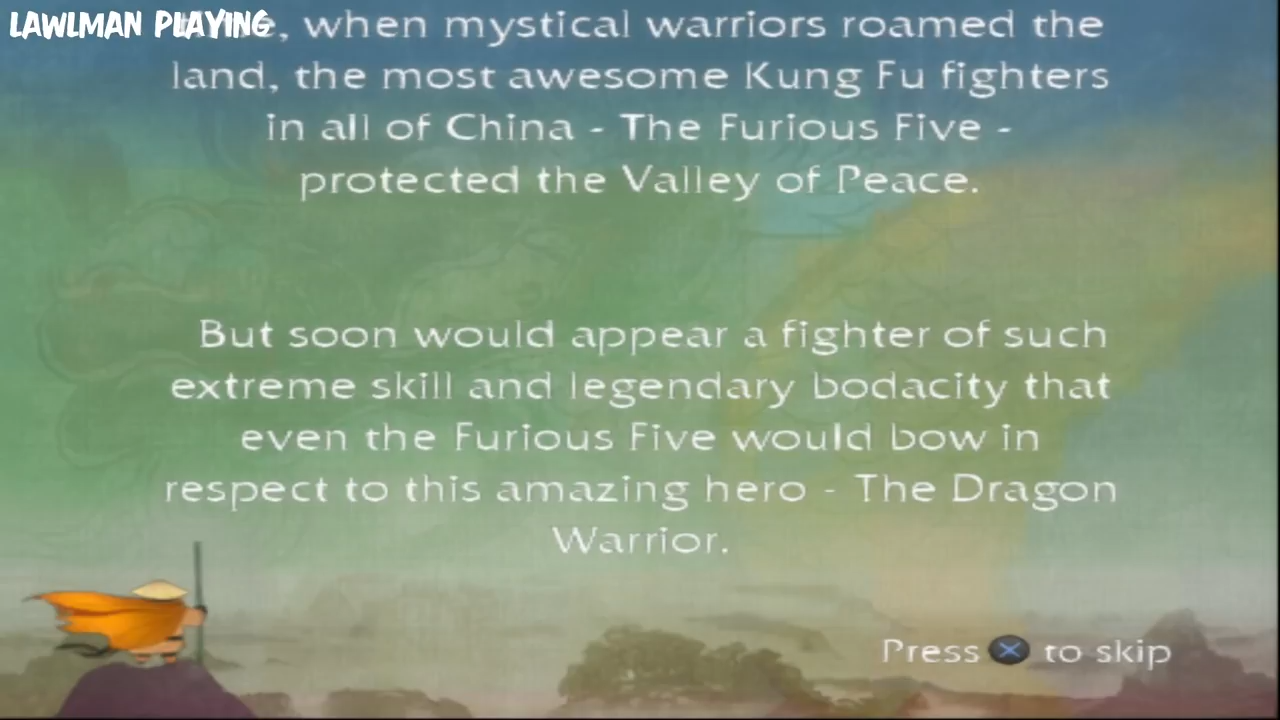 LAWLMAN PLAYING
, when mystical warriors roamed the
land, the most awesome Kung Fu fighters
in all of China - The Furious Five -
protected the Valley of Peace.
But soon would appear a fighter of such
extreme skill and legendary bodacity that
even the Furious Five would bow in
respect to this amazing hero - The Dragon
Warrior.
Press to skip